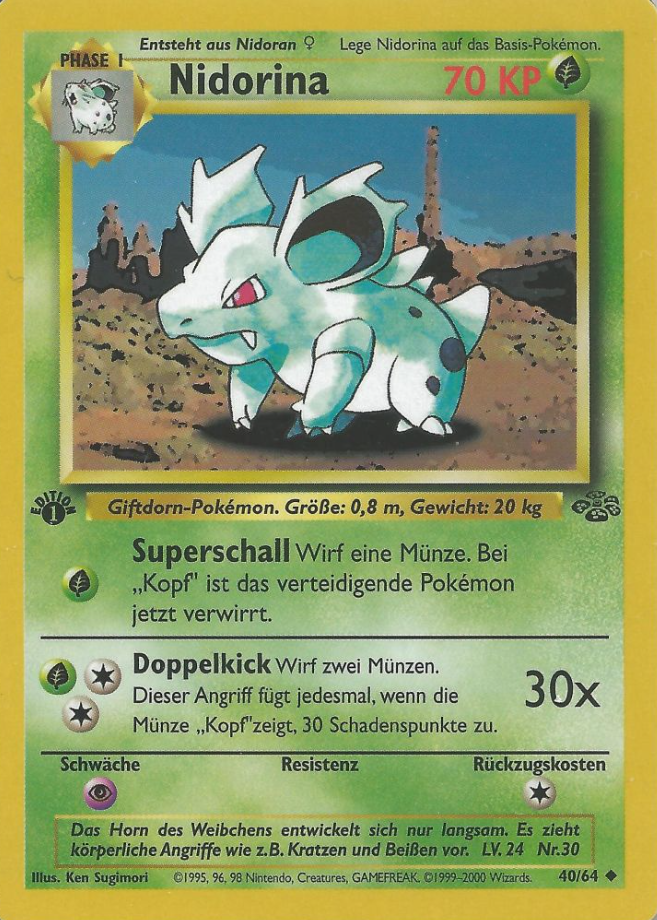 Entsteht aus Nidoran ♀ Lege Nidorina auf das Basis-Pokémon.
PHASE 1
Nidorina 70 KP
EDITION
1
Giftdorn-Pokémon. Größe: 0,8 m, Gewicht: 20 kg
Superschall Wirf eine Münze. Bei
„Kopf" ist das verteidigende Pokémon
jetzt verwirrt.
Doppelkick Wirf zwei Münzen.
Dieser Angriff fügt jedesmal, wenn die
Münze „Kopf"zeigt, 30 Schadenspunkte zu.
30x
Schwäche Resistenz Rückzugskosten
Das Horn des Weibchens entwickelt sich nur langsam. Es zieht
körperliche Angriffe wie z.B. Kratzen und Beißen vor. LV. 24 Nr.30
Illus. Ken Sugimori ©1995, 96, 98 Nintendo, Creatures, GAMEFREAK. ©1999–2000 Wizards. 40/64 ◆